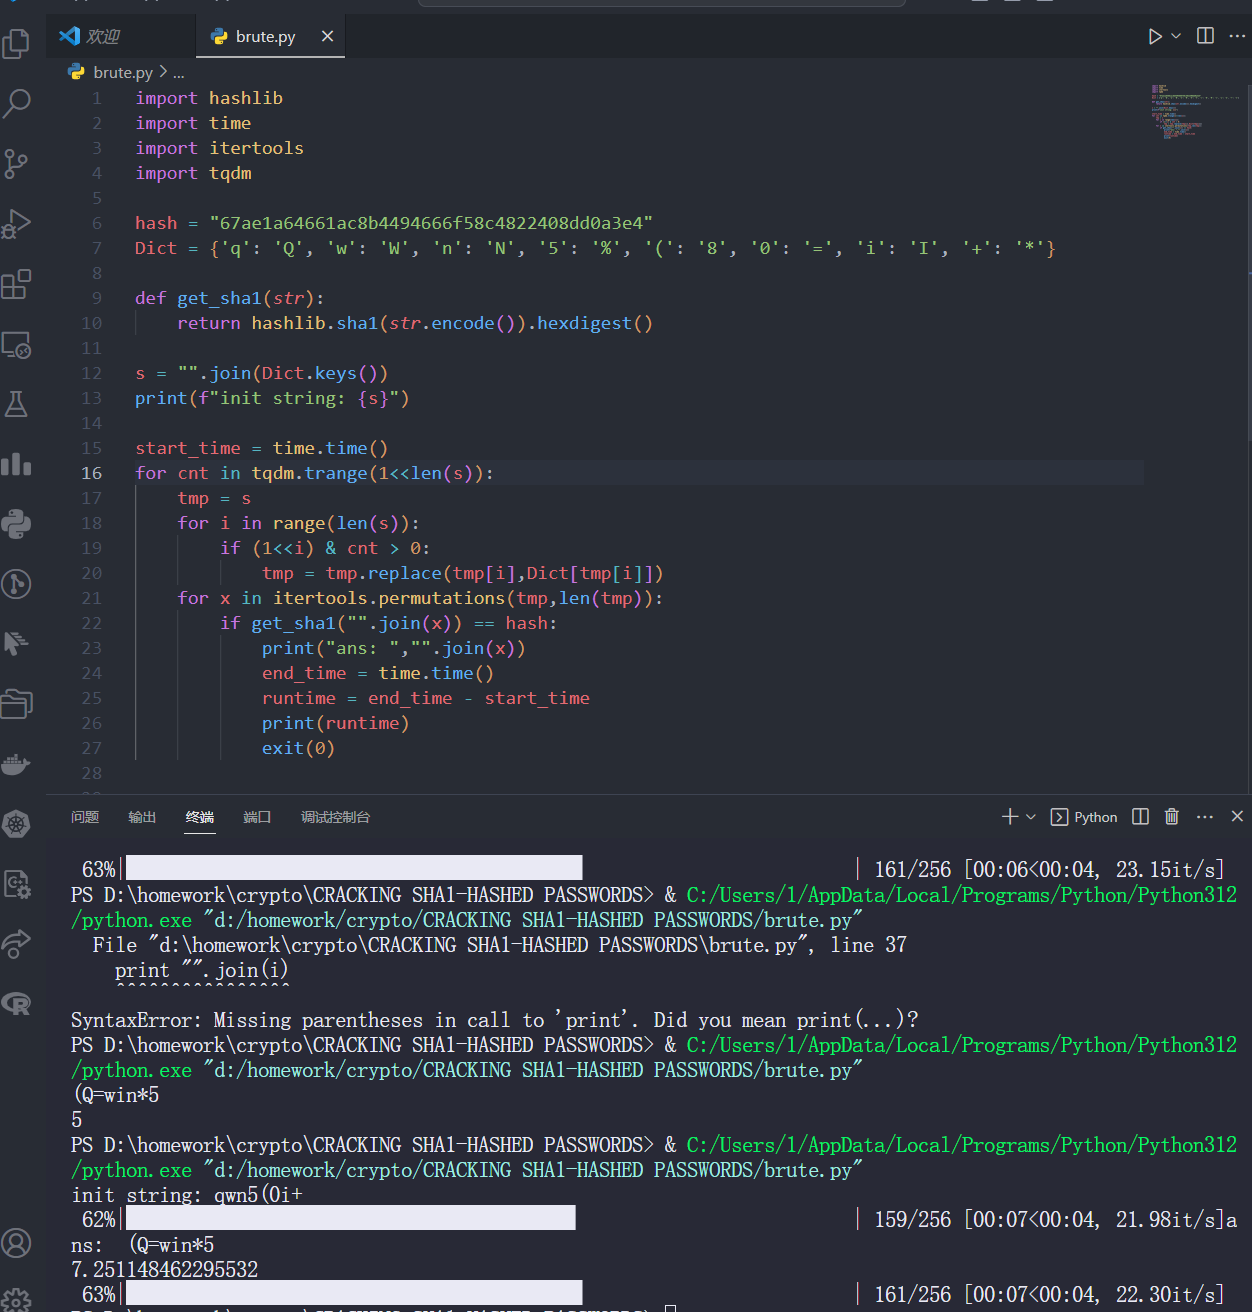 欢迎
brute.py
brute.py > ...
1 import hashlib
2 import time
3 import itertools
4 import tqdm
5
6 hash = "67ae1a64661ac8b4494666f58c4822408dd0a3e4"
7 Dict = {'q': 'Q', 'w': 'W', 'n': 'N', '5': '%', '(': '8', '0': '=', 'i': 'I', '+': '*'}
8
9 def get_sha1(str):
10 return hashlib.sha1(str.encode()).hexdigest()
11
12 s = "".join(Dict.keys())
13 print(f"init string: {s}")
14
15 start_time = time.time()
16 for cnt in tqdm.trange(1<<len(s)):
17 tmp = s
18 for i in range(len(s)):
19 if (1<<i) & cnt > 0:
20 tmp = tmp.replace(tmp[i],Dict[tmp[i]])
21 for x in itertools.permutations(tmp,len(tmp)):
22 if get_sha1("".join(x)) == hash:
23 print("ans: ","".join(x))
24 end_time = time.time()
25 runtime = end_time - start_time
26 print(runtime)
27 exit(0)
28
问题 输出 终端 端口 调试控制台 Python
63%| | 161/256 [00:06<00:04, 23.15it/s]
PS D:\homework\crypto\CRACKING SHA1-HASHED PASSWORDS> & C:/Users/1/AppData/Local/Programs/Python/Python312
/python.exe "d:/homework/crypto/CRACKING SHA1-HASHED PASSWORDS/brute.py"
File "d:\homework\crypto\CRACKING SHA1-HASHED PASSWORDS\brute.py", line 37
print "".join(i)
^^^^^^^^^^^^^^^^
SyntaxError: Missing parentheses in call to 'print'. Did you mean print(...)?
PS D:\homework\crypto\CRACKING SHA1-HASHED PASSWORDS> & C:/Users/1/AppData/Local/Programs/Python/Python312
/python.exe "d:/homework/crypto/CRACKING SHA1-HASHED PASSWORDS/brute.py"
(Q=win*5
5
PS D:\homework\crypto\CRACKING SHA1-HASHED PASSWORDS> & C:/Users/1/AppData/Local/Programs/Python/Python312
/python.exe "d:/homework/crypto/CRACKING SHA1-HASHED PASSWORDS/brute.py"
init string: qwn5(0i+
62%| | 159/256 [00:07<00:04, 21.98it/s]a
ns:  (Q=win*5
7.251148462295532
63%| | 161/256 [00:07<00:04, 22.30it/s]